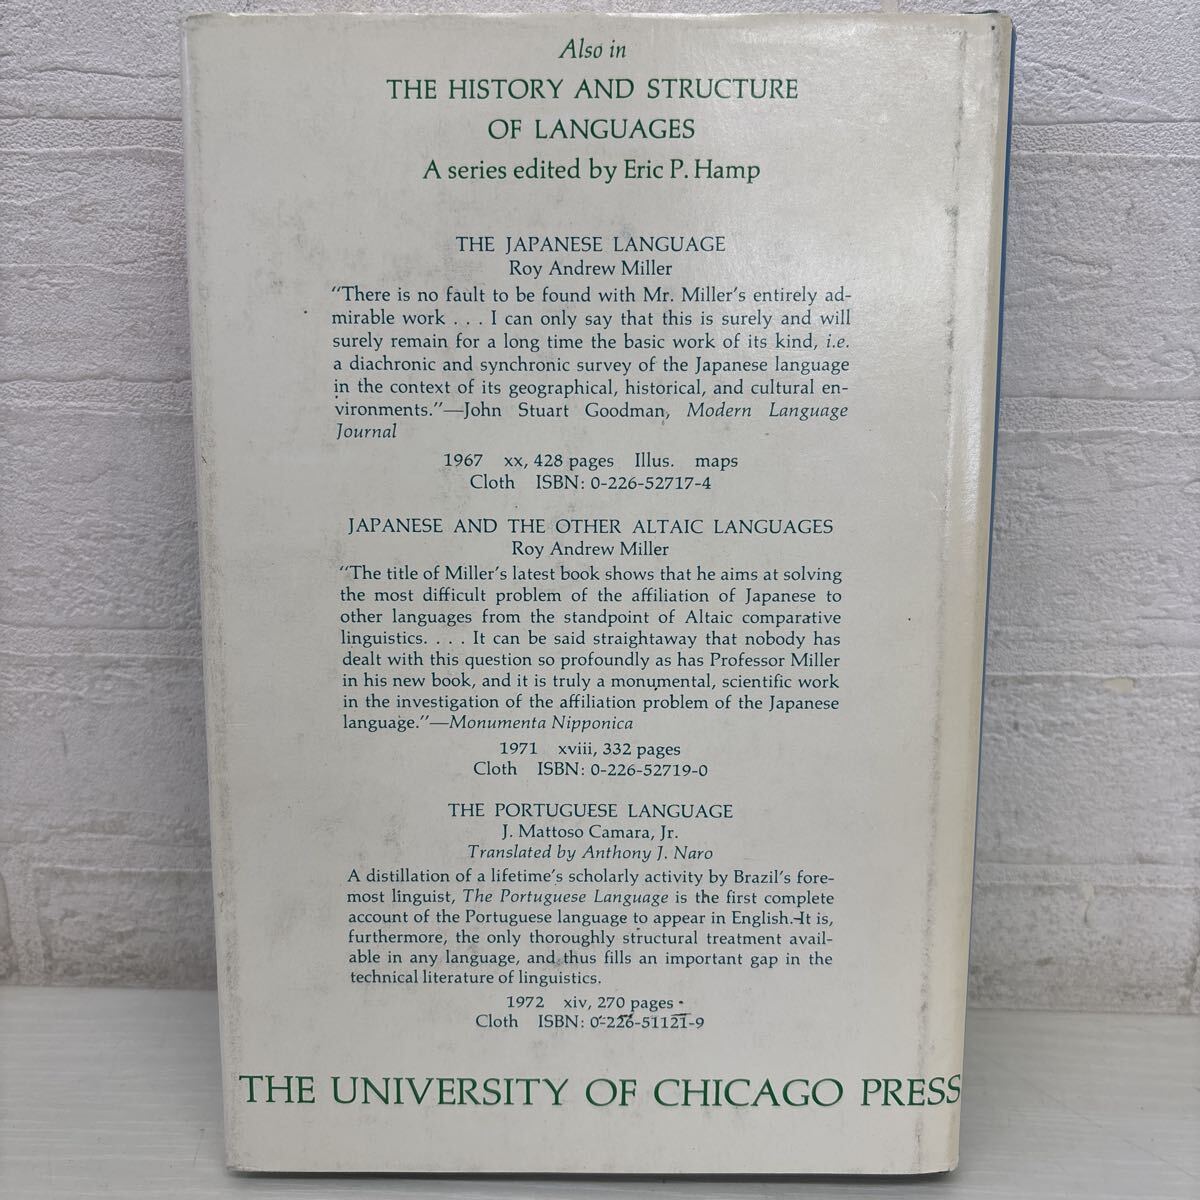 Also in
THE HISTORY AND STRUCTURE
OF LANGUAGES
A series edited by Eric P. Hamp
THE JAPANESE LANGUAGE
Roy Andrew Miller
"There is no fault to be found with Mr. Miller's entirely ad-
mirable work . . . I can only say that this is surely and will
surely remain for a long time the basic work of its kind, i.e.
a diachronic and synchronic survey of the Japanese language
in the context of its geographical, historical, and cultural en-
vironments."—John Stuart Goodman, Modern Language
Journal
1967 xx, 428 pages Illus. maps
Cloth ISBN: 0-226-52717-4
JAPANESE AND THE OTHER ALTAIC LANGUAGES
Roy Andrew Miller
"The title of Miller's latest book shows that he aims at solving
the most difficult problem of the affiliation of Japanese to
other languages from the standpoint of Altaic comparative
linguistics. . . . It can be said straightaway that nobody has
dealt with this question so profoundly as has Professor Miller
in his new book, and it is truly a monumental, scientific work
in the investigation of the affiliation problem of the Japanese
language."—Monumenta Nipponica
1971 xviii, 332 pages
Cloth ISBN: 0-226-52719-0
THE PORTUGUESE LANGUAGE
J. Mattoso Camara, Jr.
Translated by Anthony J. Naro
A distillation of a lifetime's scholarly activity by Brazil's fore-
most linguist, The Portuguese Language is the first complete
account of the Portuguese language to appear in English. It is,
furthermore, the only thoroughly structural treatment avail-
able in any language, and thus fills an important gap in the
technical literature of linguistics.
1972 xiv, 270 pages
Cloth ISBN: 0-226-51121-9
THE UNIVERSITY OF CHICAGO PRESS